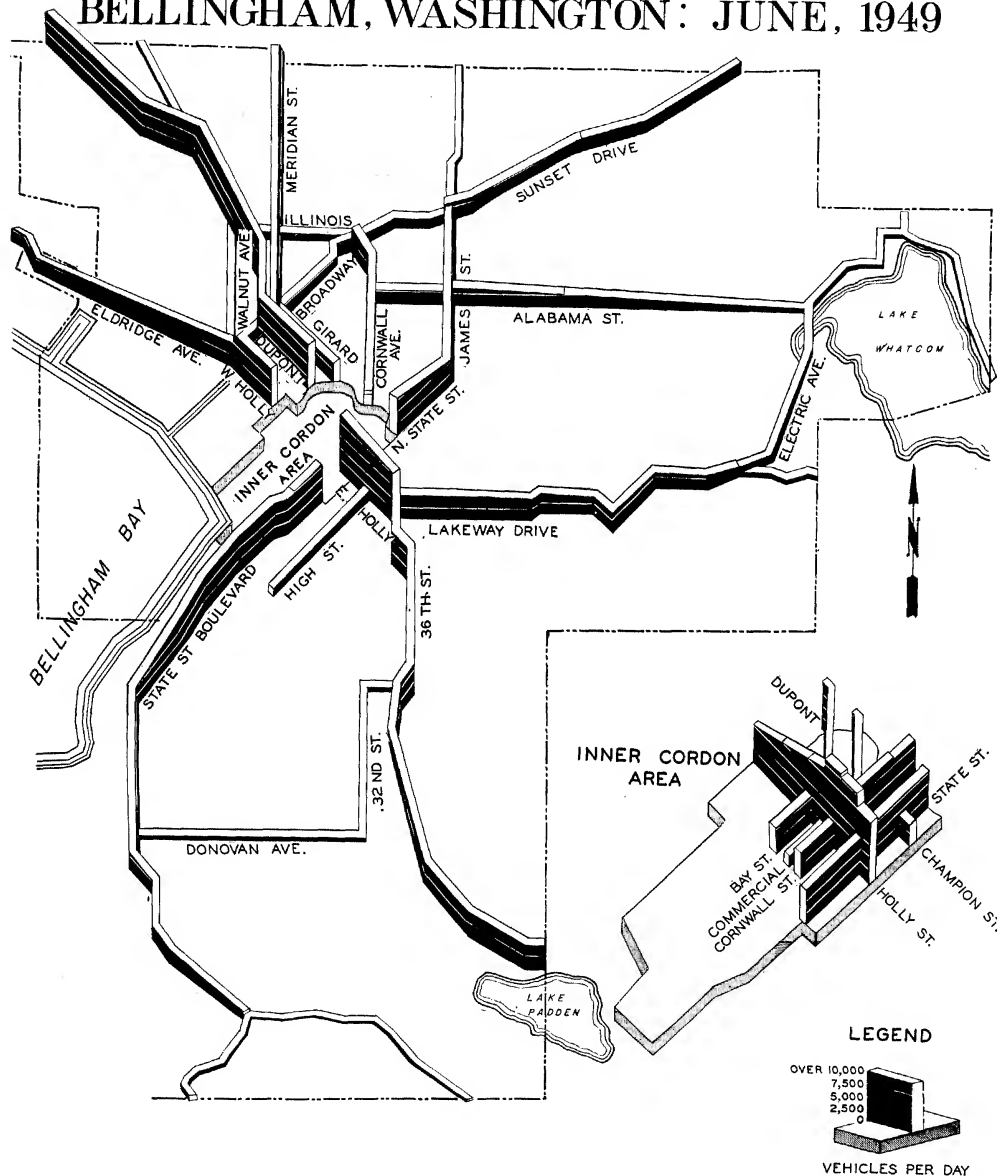 BELLINGHAM, WASHINGTON: JUNE, 1949
MERIDIAN ST.
SUNSET DRIVE
ILLINOIS
WALNUT AVE.
BROADWAY
GIRARD
DUPONT
ELDRIDGE AVE.
W HOLLY
CORNWALL
AVE.
JAMES ST.
ALABAMA ST.
LAKE
WHATCOM
ELECTRIC AVE.
N. STATE ST.
INNER CORDON
AREA
E. HOLLY
LAKEWAY DRIVE
HIGH ST.
BELLINGHAM BAY
STATE ST BOULEVARD
36 TH ST.
N
32 ND ST.
DONOVAN AVE.
LAKE
PADDEN
INNER CORDON
AREA
DUPONT
STATE ST.
BAY ST.
COMMERCIAL
CORNWALL ST.
CHAMPION ST.
HOLLY ST.
LEGEND
OVER 10,000
7,500
5,000
2,500
0
VEHICLES PER DAY